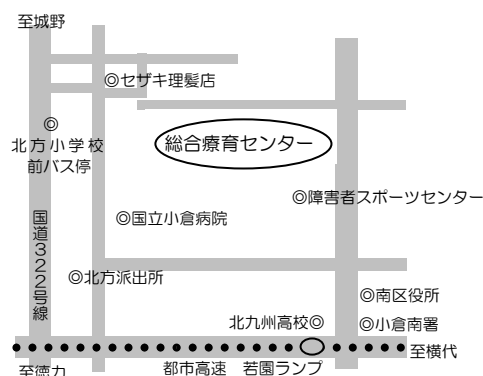 至城野
◎セザキ理髪店
◎
北方小学校
前バス停
総合療育センター
◎障害者スポーツセンター
国道322号線
◎国立小倉病院
◎北方派出所
◎南区役所
北九州高校◎
◎小倉南署
至横代
至徳力
都市高速 若園ランプ